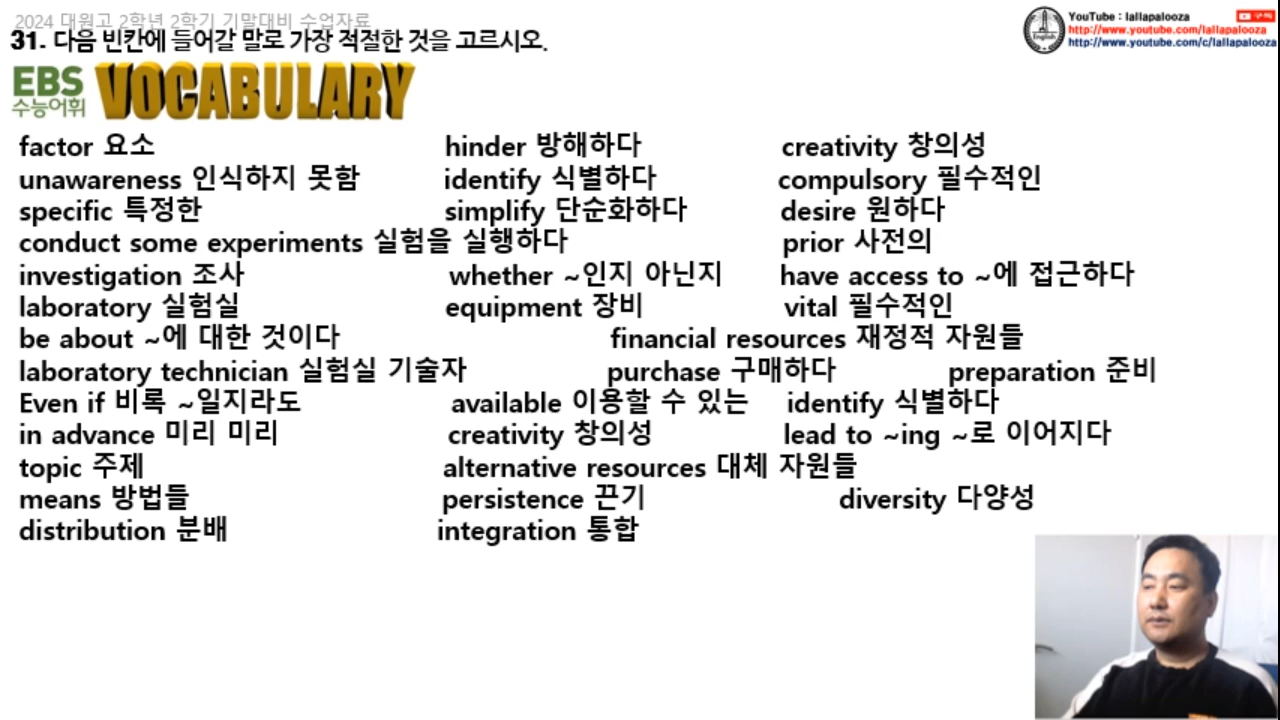 2024 대원고 2학년 2학기 기말대비 수업자료
31. 다음 빈칸에 들어갈 말로 가장 적절한 것을 고르시오.
YouTube : lallapalooza
http://www.youtube.com/lallapalooza
http://www.youtube.com/c/lallapalooza
English
EBS 수능어휘 VOCABULARY
factor 요소 hinder 방해하다 creativity 창의성
unawareness 인식하지 못함 identify 식별하다 compulsory 필수적인
specific 특정한 simplify 단순화하다 desire 원하다
conduct some experiments 실험을 실행하다 prior 사전의
investigation 조사 whether ~인지 아닌지 have access to ~에 접근하다
laboratory 실험실 equipment 장비 vital 필수적인
be about ~에 대한 것이다 financial resources 재정적 자원들
laboratory technician 실험실 기술자 purchase 구매하다 preparation 준비
Even if 비록 ~일지라도 available 이용할 수 있는 identify 식별하다
in advance 미리 미리 creativity 창의성 lead to ~ing ~로 이어지다
topic 주제 alternative resources 대체 자원들
means 방법들 persistence 끈기 diversity 다양성
distribution 분배 integration 통합